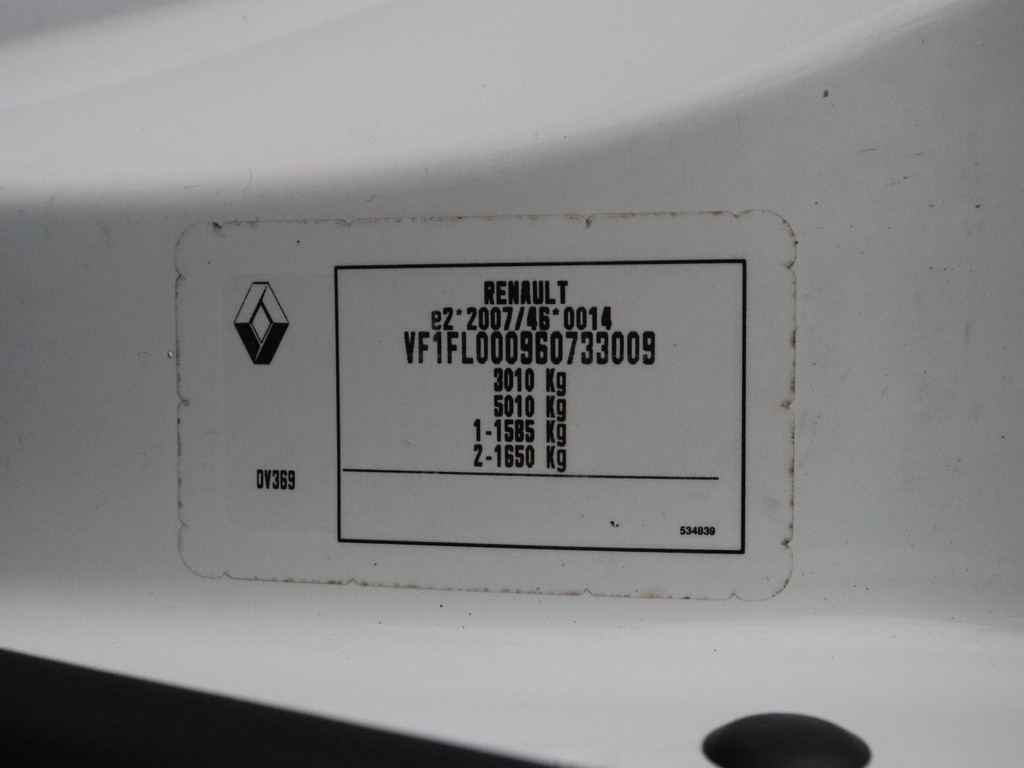 RENAULT
e2*2007/46*0014
VF1FL000960733009
3010 Kg
5010 Kg
1-1585 Kg
2-1650 Kg
DV369
534839